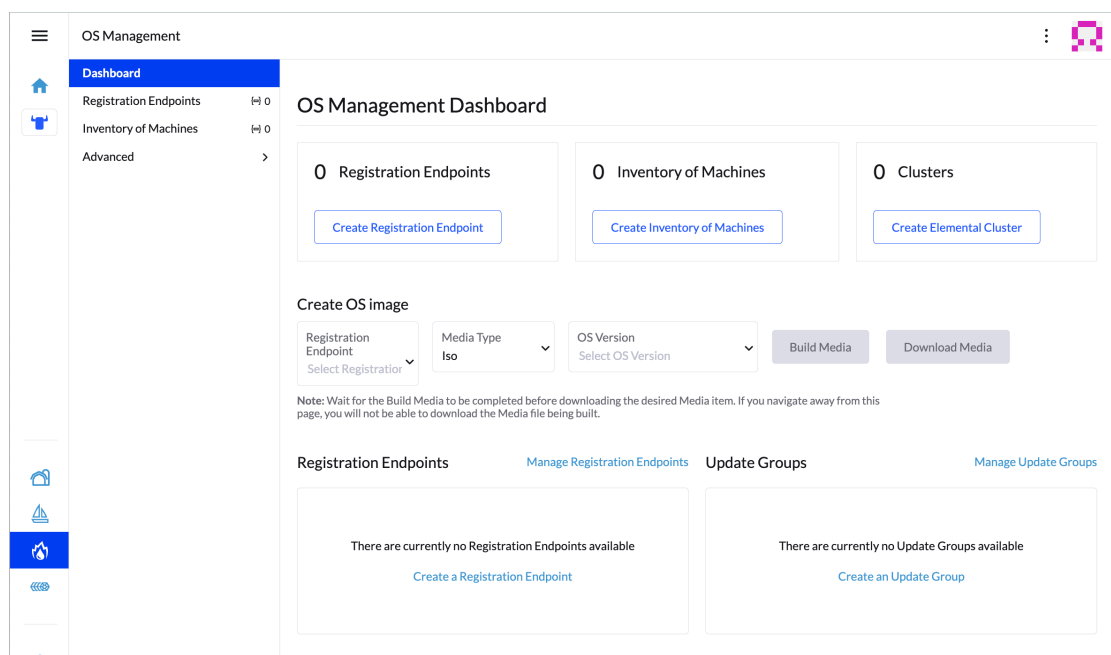 OS Management
Dashboard
Registration Endpoints 0
Inventory of Machines 0
Advanced
OS Management Dashboard
0 Registration Endpoints
Create Registration Endpoint
0 Inventory of Machines
Create Inventory of Machines
0 Clusters
Create Elemental Cluster
Create OS image
Registration
Endpoint
Select Registration
Media Type
Iso
OS Version
Select OS Version
Build Media
Download Media
Note: Wait for the Build Media to be completed before downloading the desired Media item. If you navigate away from this
page, you will not be able to download the Media file being built.
Registration Endpoints
Manage Registration Endpoints
There are currently no Registration Endpoints available
Create a Registration Endpoint
Update Groups
Manage Update Groups
There are currently no Update Groups available
Create an Update Group